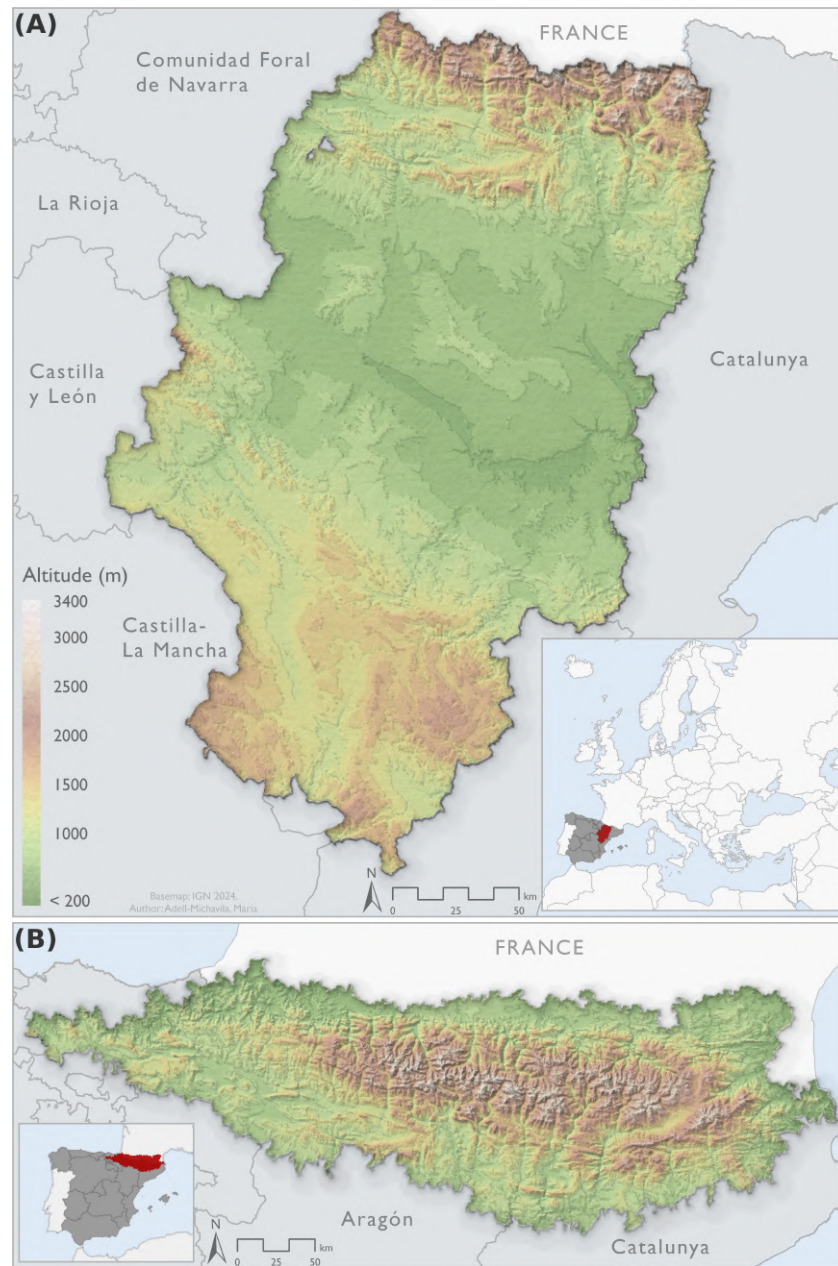 (A)
FRANCE
Comunidad Foral
de Navarra
La Rioja
Castilla
y León
Catalunya
Altitude (m)
3400
3000
2500
2000
1500
1000
< 200
Castilla-
La Mancha
Basemap: IGN 2024.
Author: Adell-Michavila, Maria
N
0 25 50 km
(B)
FRANCE
Aragón
Catalunya
N
0 25 50 km